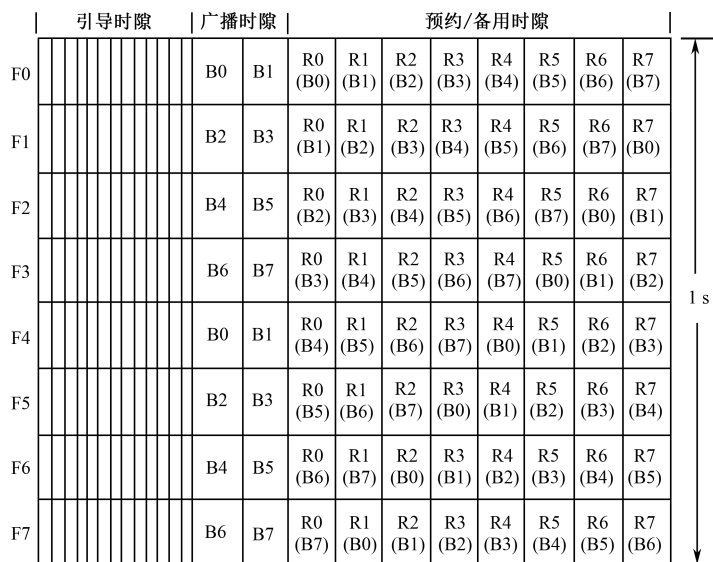 引导时隙 广播时隙 预约/备用时隙
F0 B0 B1 R0 R1 R2 R3 R4 R5 R6 R7
(B0) (B1) (B2) (B3) (B4) (B5) (B6) (B7)
F1 B2 B3 R0 R1 R2 R3 R4 R5 R6 R7
(B1) (B2) (B3) (B4) (B5) (B6) (B7) (B0)
F2 B4 B5 R0 R1 R2 R3 R4 R5 R6 R7
(B2) (B3) (B4) (B5) (B6) (B7) (B0) (B1)
F3 B6 B7 R0 R1 R2 R3 R4 R5 R6 R7
(B3) (B4) (B5) (B6) (B7) (B0) (B1) (B2)
1 s
F4 B0 B1 R0 R1 R2 R3 R4 R5 R6 R7
(B4) (B5) (B6) (B7) (B0) (B1) (B2) (B3)
F5 B2 B3 R0 R1 R2 R3 R4 R5 R6 R7
(B5) (B6) (B7) (B0) (B1) (B2) (B3) (B4)
F6 B4 B5 R0 R1 R2 R3 R4 R5 R6 R7
(B6) (B7) (B0) (B1) (B2) (B3) (B4) (B5)
F7 B6 B7 R0 R1 R2 R3 R4 R5 R6 R7
(B7) (B0) (B1) (B2) (B3) (B4) (B5) (B6)